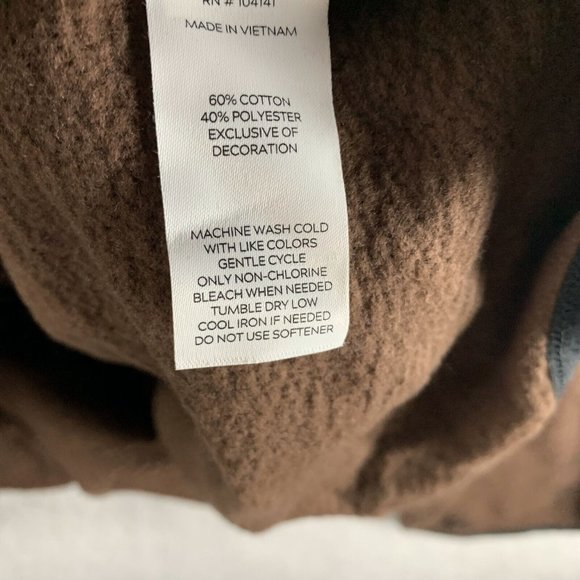 RN # 104141
MADE IN VIETNAM
60% COTTON
40% POLYESTER
EXCLUSIVE OF
DECORATION
MACHINE WASH COLD
WITH LIKE COLORS
GENTLE CYCLE
ONLY NON-CHLORINE
BLEACH WHEN NEEDED
TUMBLE DRY LOW
COOL IRON IF NEEDED
DO NOT USE SOFTENER